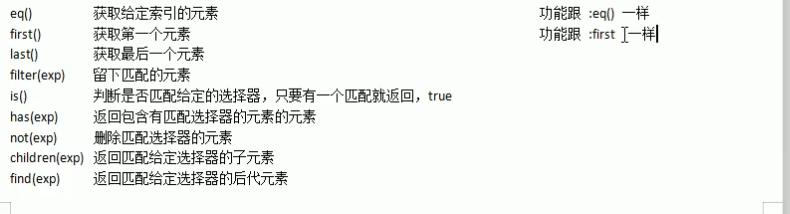 eq() 获取给定索引的元素 功能跟 :eq() 一样
first() 获取第一个元素 功能跟 :first 一样
last() 获取最后一个元素
filter(exp) 留下匹配的元素
is() 判断是否匹配给定的选择器，只要有一个匹配就返回，true
has(exp) 返回包含有匹配选择器的元素的元素
not(exp) 删除匹配选择器的元素
children(exp) 返回匹配给定选择器的子元素
find(exp) 返回匹配给定选择器的后代元素